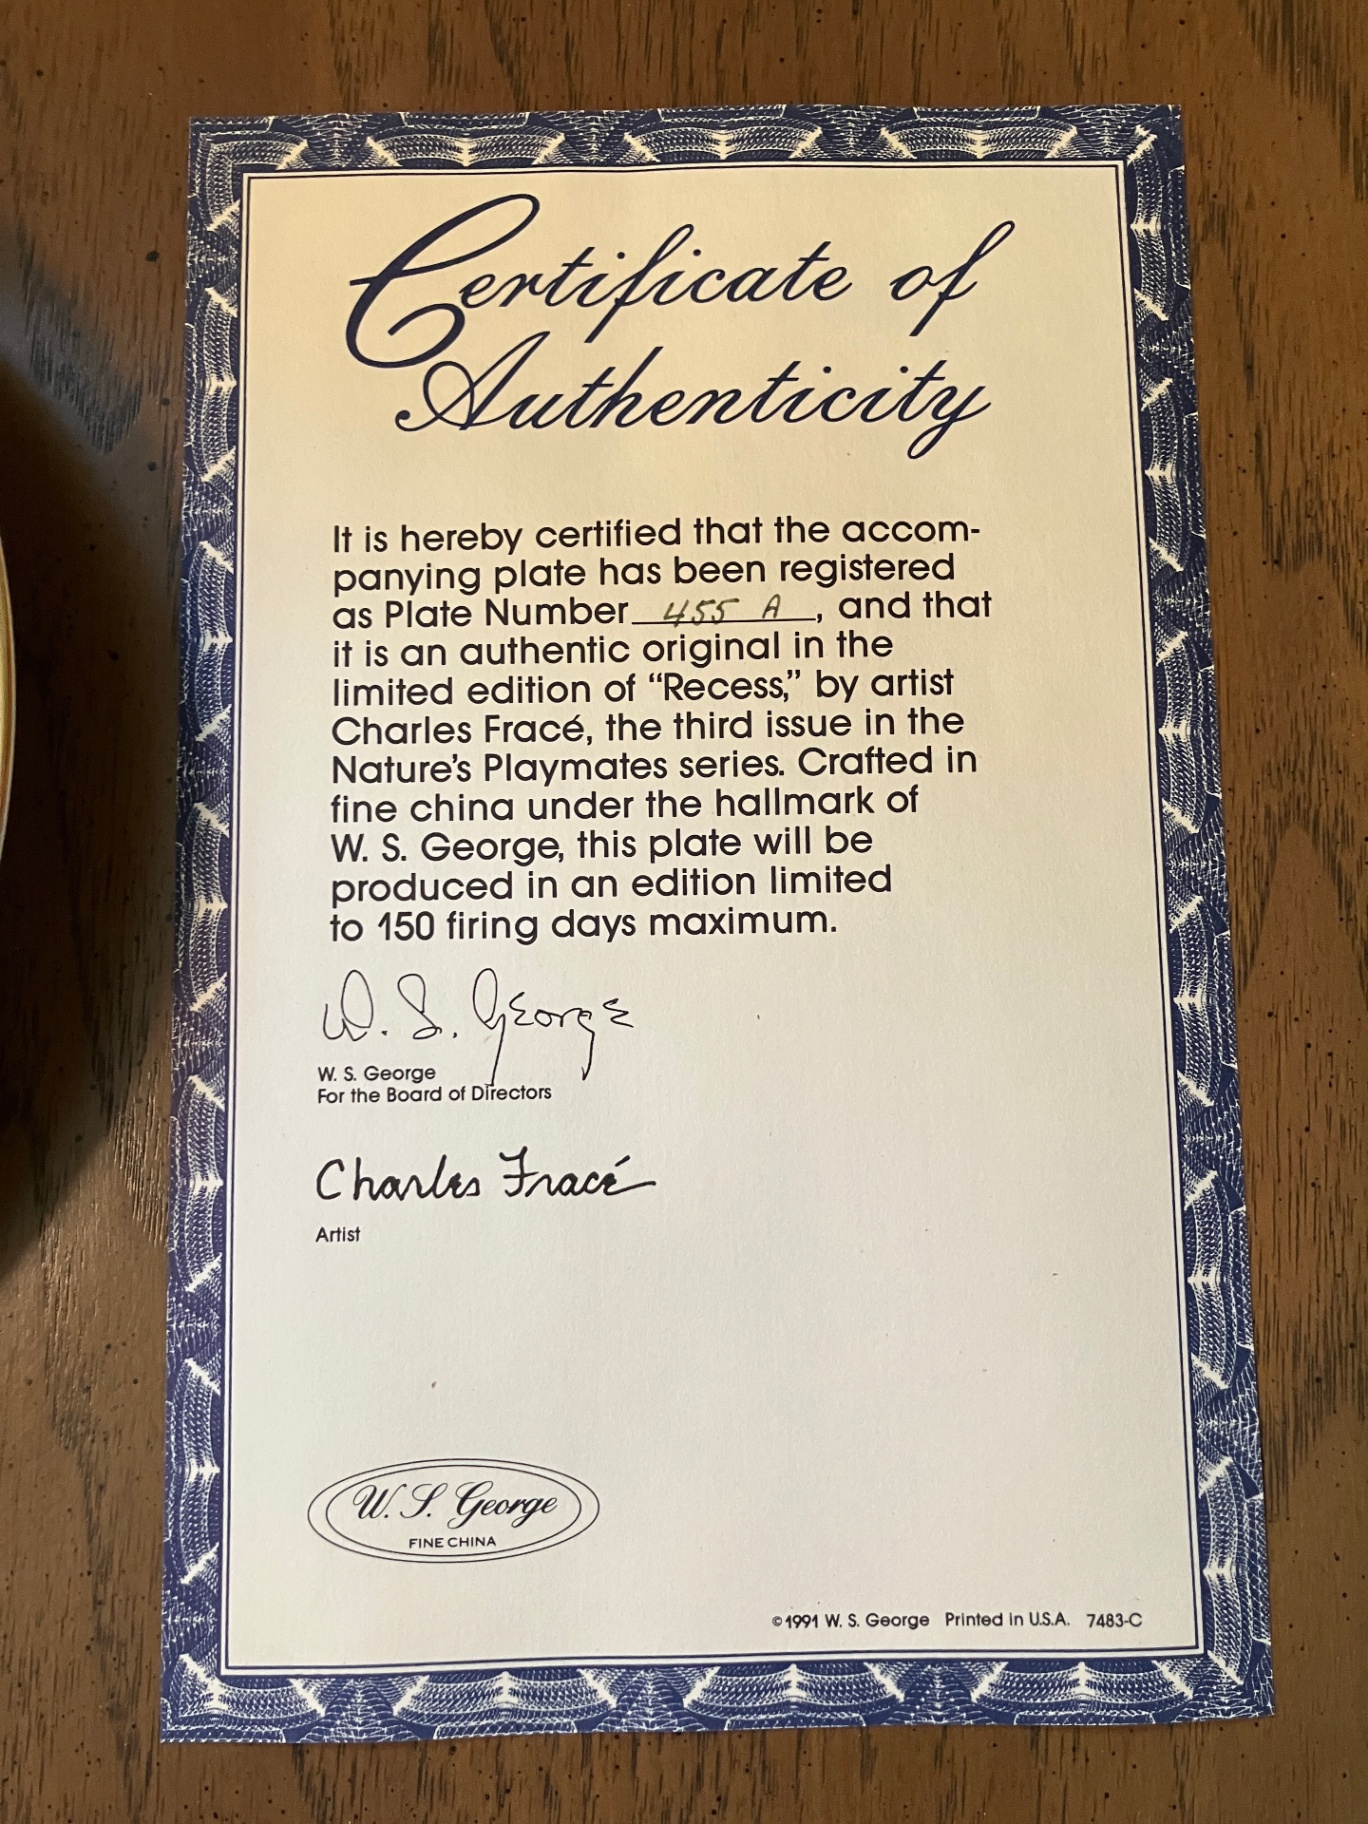 Certificate of
Authenticity
It is hereby certified that the accom-
panying plate has been registered
as Plate Number 455 A, and that
it is an authentic original in the
limited edition of “Recess,” by artist
Charles Fracé, the third issue in the
Nature's Playmates series. Crafted in
fine china under the hallmark of
W. S. George, this plate will be
produced in an edition limited
to 150 firing days maximum.
W. S. George
W. S. George
For the Board of Directors
Charles Fracé
Artist
W. S. George
FINE CHINA
©1991 W. S. George Printed in U.S.A. 7483-C